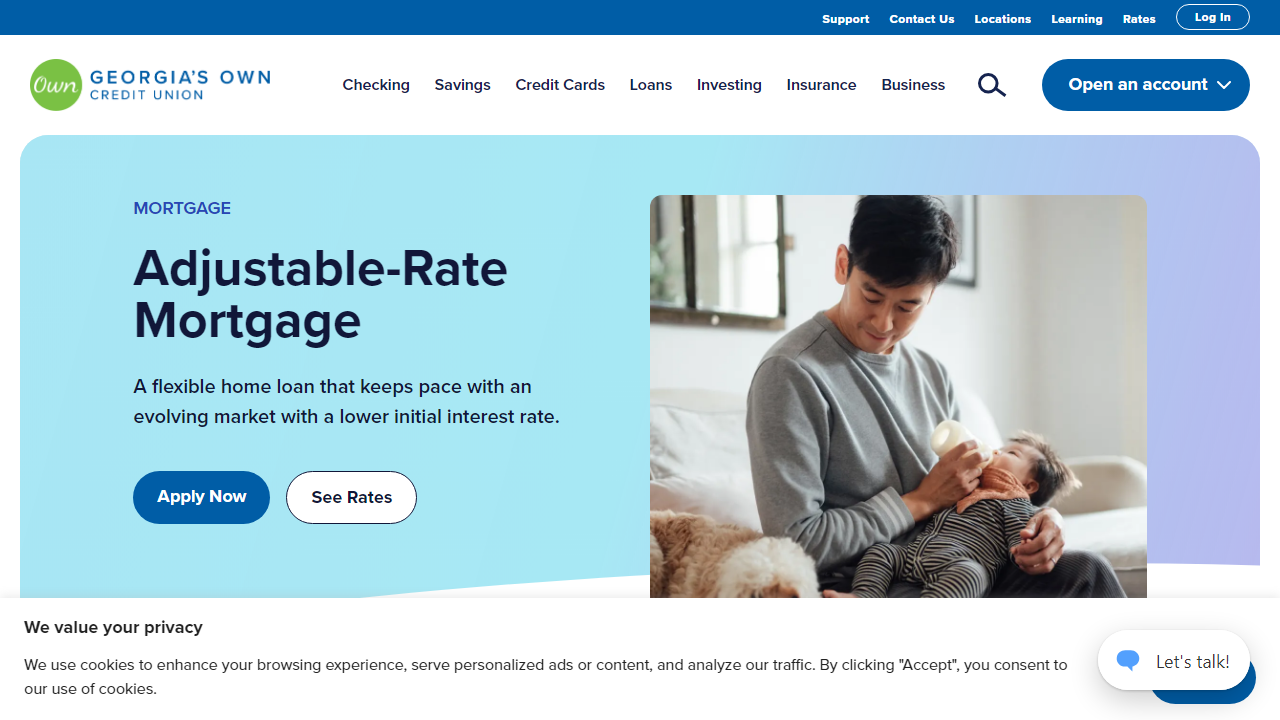 Support Contact Us Locations Learning Rates Log In
Own GEORGIA'S OWN
CREDIT UNION
Checking Savings Credit Cards Loans Investing Insurance Business Open an account
MORTGAGE
Adjustable-Rate
Mortgage
A flexible home loan that keeps pace with an
evolving market with a lower initial interest rate.
Apply Now See Rates
We value your privacy
We use cookies to enhance your browsing experience, serve personalized ads or content, and analyze our traffic. By clicking "Accept", you consent to
our use of cookies.
Let's talk!